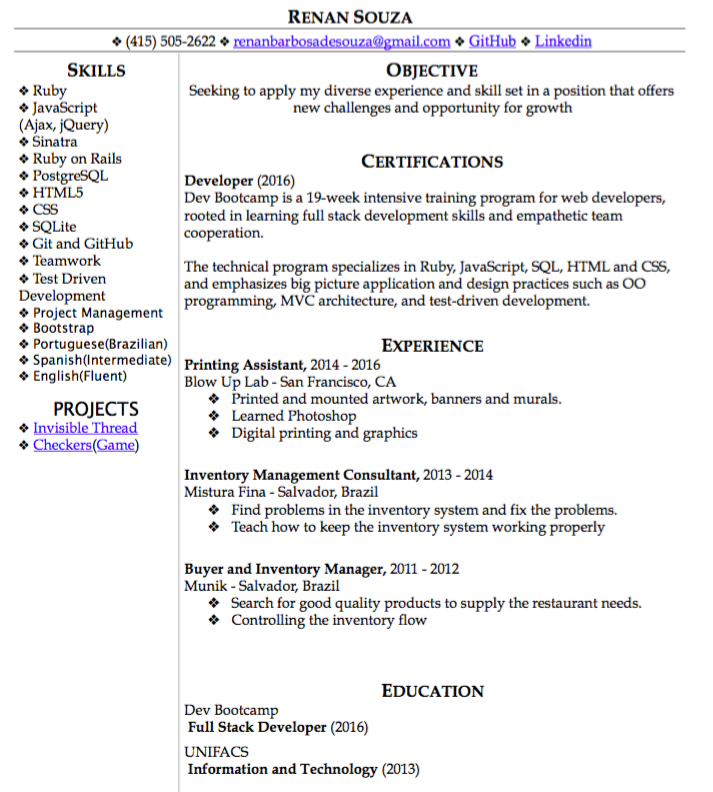 RENAN SOUZA
❖ (415) 505-2622 ❖ renanbarbosadesouza@gmail.com ❖ GitHub ❖ Linkedin
SKILLS
❖ Ruby
❖ JavaScript
(Ajax, jQuery)
❖ Sinatra
❖ Ruby on Rails
❖ PostgreSQL
❖ HTML5
❖ CSS
❖ SQLite
❖ Git and GitHub
❖ Teamwork
❖ Test Driven
Development
❖ Project Management
❖ Bootstrap
❖ Portuguese(Brazilian)
❖ Spanish(Intermediate)
❖ English(Fluent)
PROJECTS
❖ Invisible Thread
❖ Checkers(Game)
OBJECTIVE
Seeking to apply my diverse experience and skill set in a position that offers
new challenges and opportunity for growth
CERTIFICATIONS
Developer (2016)
Dev Bootcamp is a 19-week intensive training program for web developers,
rooted in learning full stack development skills and empathetic team
cooperation.
The technical program specializes in Ruby, JavaScript, SQL, HTML and CSS,
and emphasizes big picture application and design practices such as OO
programming, MVC architecture, and test-driven development.
EXPERIENCE
Printing Assistant, 2014 - 2016
Blow Up Lab - San Francisco, CA
❖ Printed and mounted artwork, banners and murals.
❖ Learned Photoshop
❖ Digital printing and graphics
Inventory Management Consultant, 2013 - 2014
Mistura Fina - Salvador, Brazil
❖ Find problems in the inventory system and fix the problems.
❖ Teach how to keep the inventory system working properly
Buyer and Inventory Manager, 2011 - 2012
Munik - Salvador, Brazil
❖ Search for good quality products to supply the restaurant needs.
❖ Controlling the inventory flow
EDUCATION
Dev Bootcamp
Full Stack Developer (2016)
UNIFACS
Information and Technology (2013)